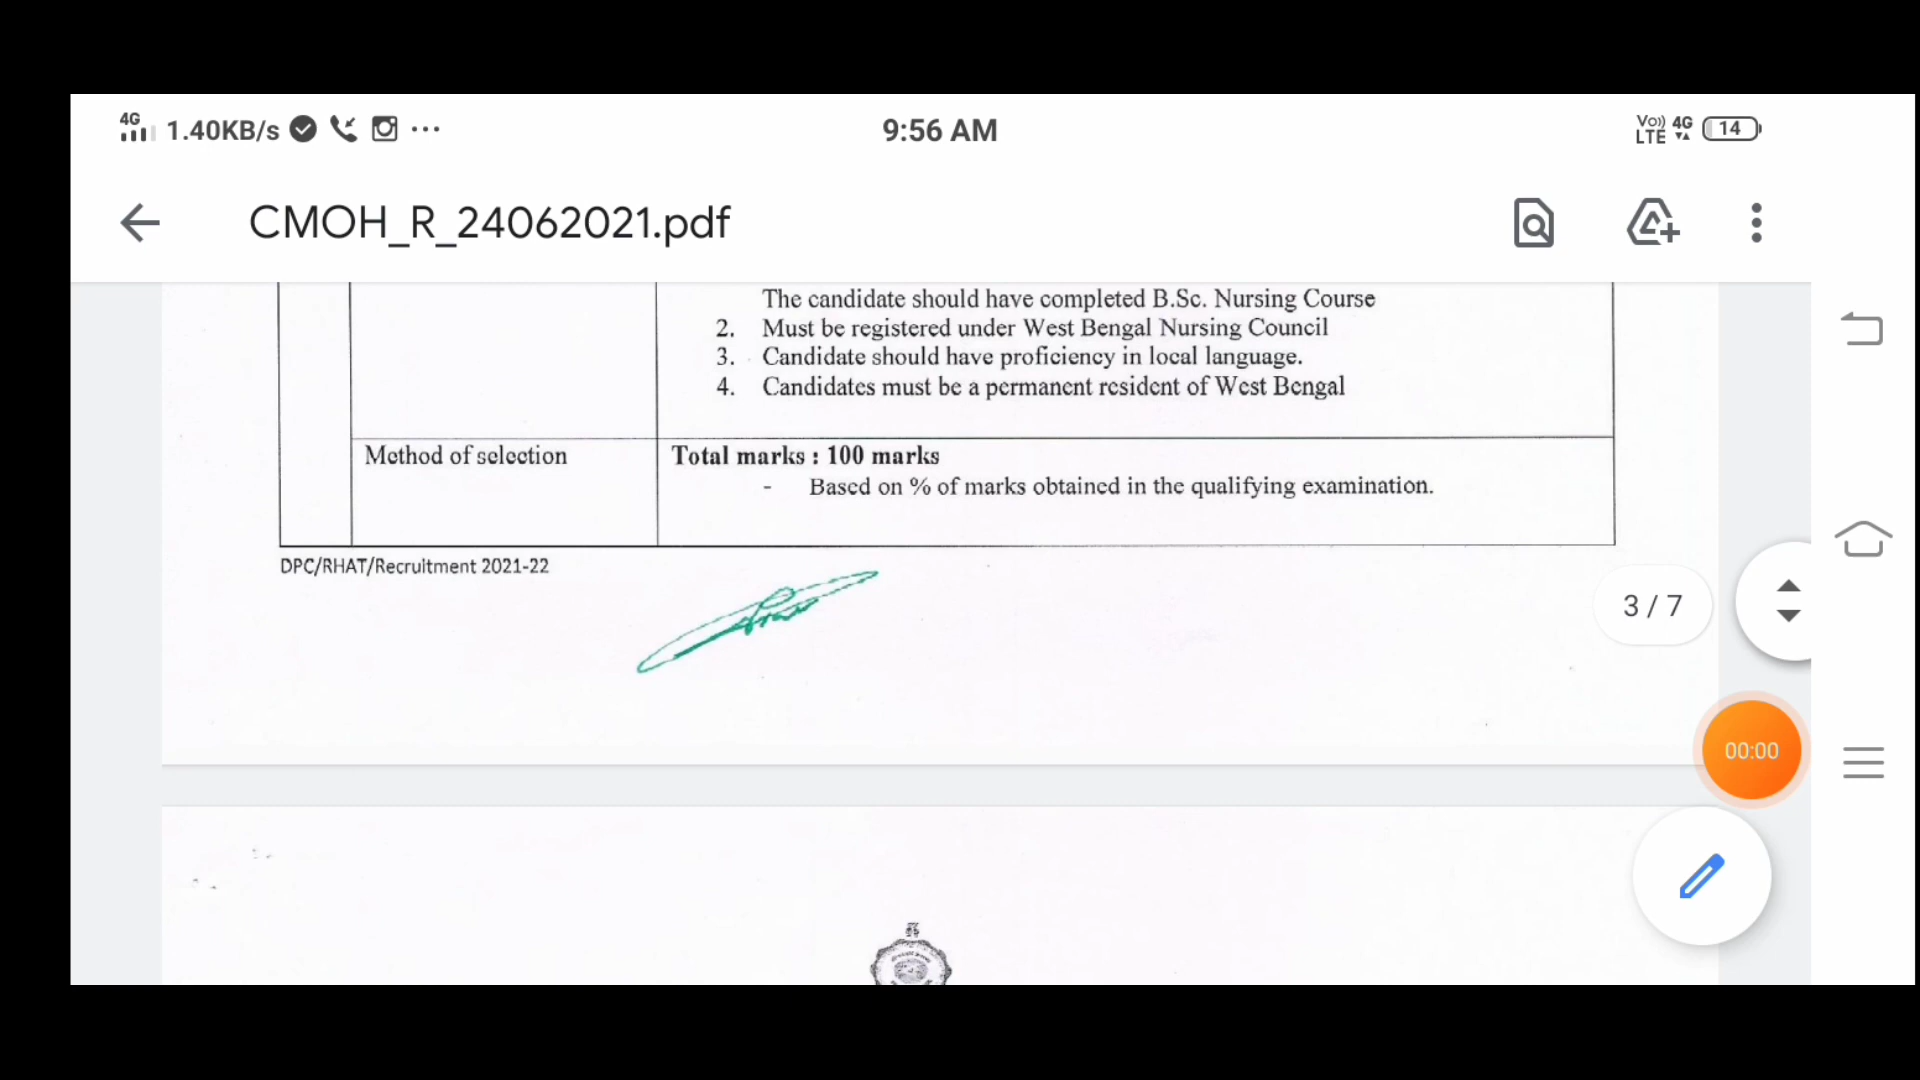 4G 1.40KB/s ... 9:56 AM Vo)) LTE 4G 14
CMOH_R_24062021.pdf
The candidate should have completed B.Sc. Nursing Course
2. Must be registered under West Bengal Nursing Council
3. Candidate should have proficiency in local language.
4. Candidates must be a permanent resident of West Bengal
Method of selection Total marks : 100 marks
- Based on % of marks obtained in the qualifying examination.
DPC/RHAT/Recruitment 2021-22
3 / 7
00:00